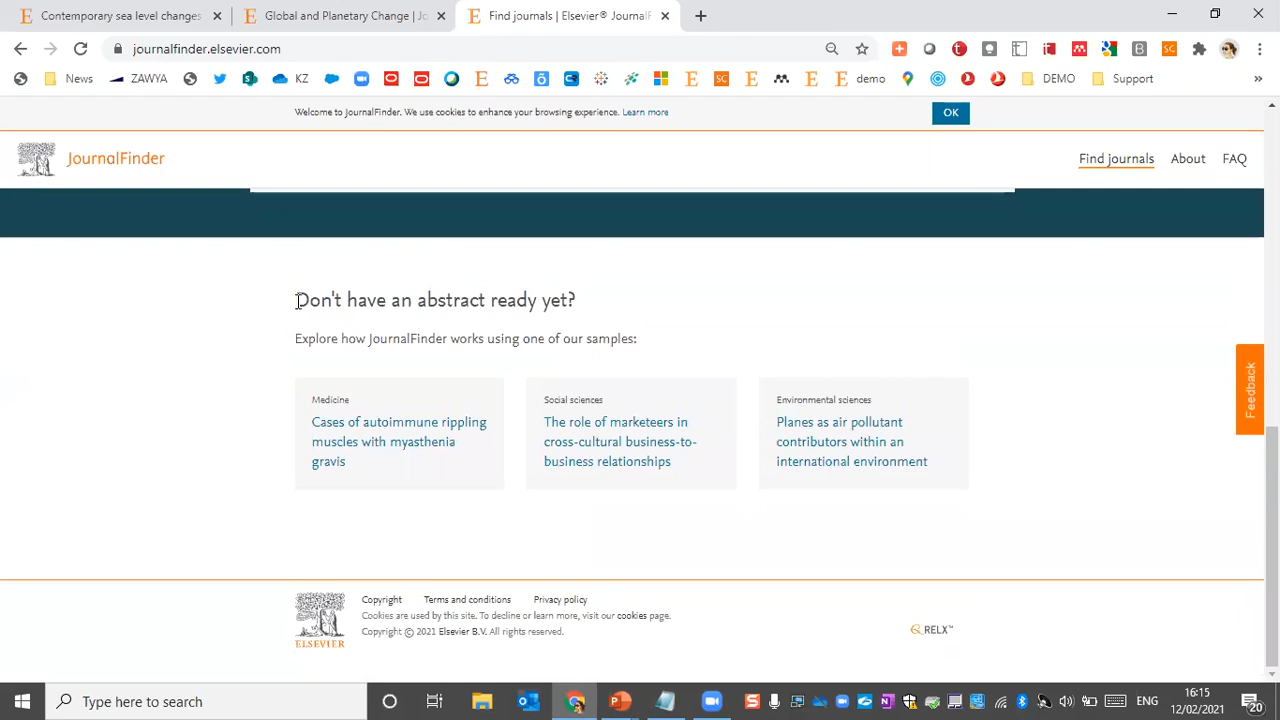 Contemporary sea level changes
Global and Planetary Change | Jo
Find journals | Elsevier® JournalF
journalfinder.elsevier.com
News
ZAWYA
KZ
demo
DEMO
Support
»
Welcome to JournalFinder. We use cookies to enhance your browsing experience. Learn more
OK
JournalFinder
Find journals
About
FAQ
Don't have an abstract ready yet?
Explore how JournalFinder works using one of our samples:
Medicine
Cases of autoimmune rippling
muscles with myasthenia
gravis
Social sciences
The role of marketeers in
cross-cultural business-to-
business relationships
Environmental sciences
Planes as air pollutant
contributors within an
international environment
Feedback
Copyright Terms and conditions Privacy policy
Cookies are used by this site. To decline or learn more, visit our cookies page.
Copyright © 2021 Elsevier B.V. All rights reserved.
ELSEVIER
RELX™
Type here to search
ENG
16:15
12/02/2021
20